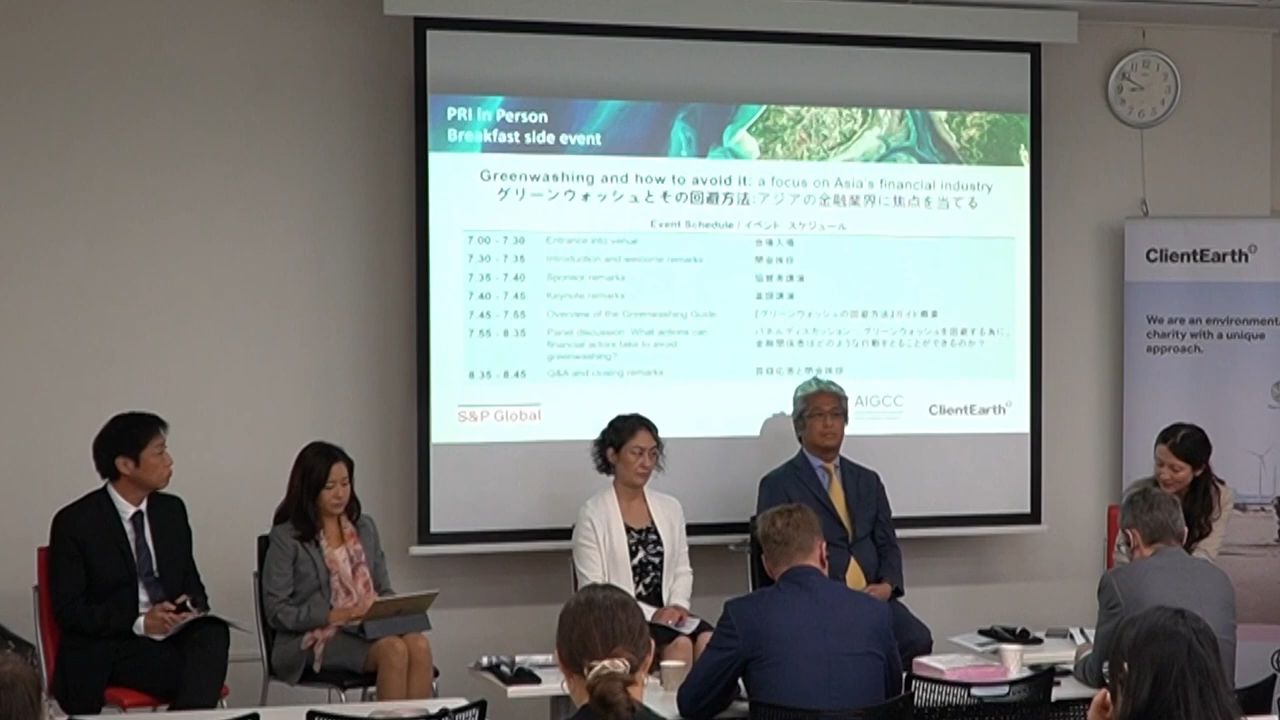 PRI in Person
Breakfast side event
Greenwashing and how to avoid it: a focus on Asia's financial industry
グリーンウォッシュとその回避方法:アジアの金融業界に焦点を当てる
Event Schedule / イベント スケジュール
7.00 - 7.30 Entrance into venue 会場入場
7.30 - 7.35 Introduction and welcome remarks 開会挨拶
7.35 - 7.40 Sponsor remarks 協賛者講演
7.40 - 7.45 Keynote remarks 基調講演
7.45 - 7.55 Overview of the Greenwashing Guide 『グリーンウォッシュの回避方法』ガイド概要
7.55 - 8.35 Panel discussion: What actions can パネルディスカッション: グリーンウォッシュを回避する為に、
financial actors take to avoid 金融関係者はどのような行動をとることができるのか?
greenwashing?
8.35 - 8.45 Q&A and closing remarks 質疑応答と閉会挨拶
S&P Global
AIGCC
ClientEarth
ClientEarth
We are an environmental
charity with a unique
approach.
12